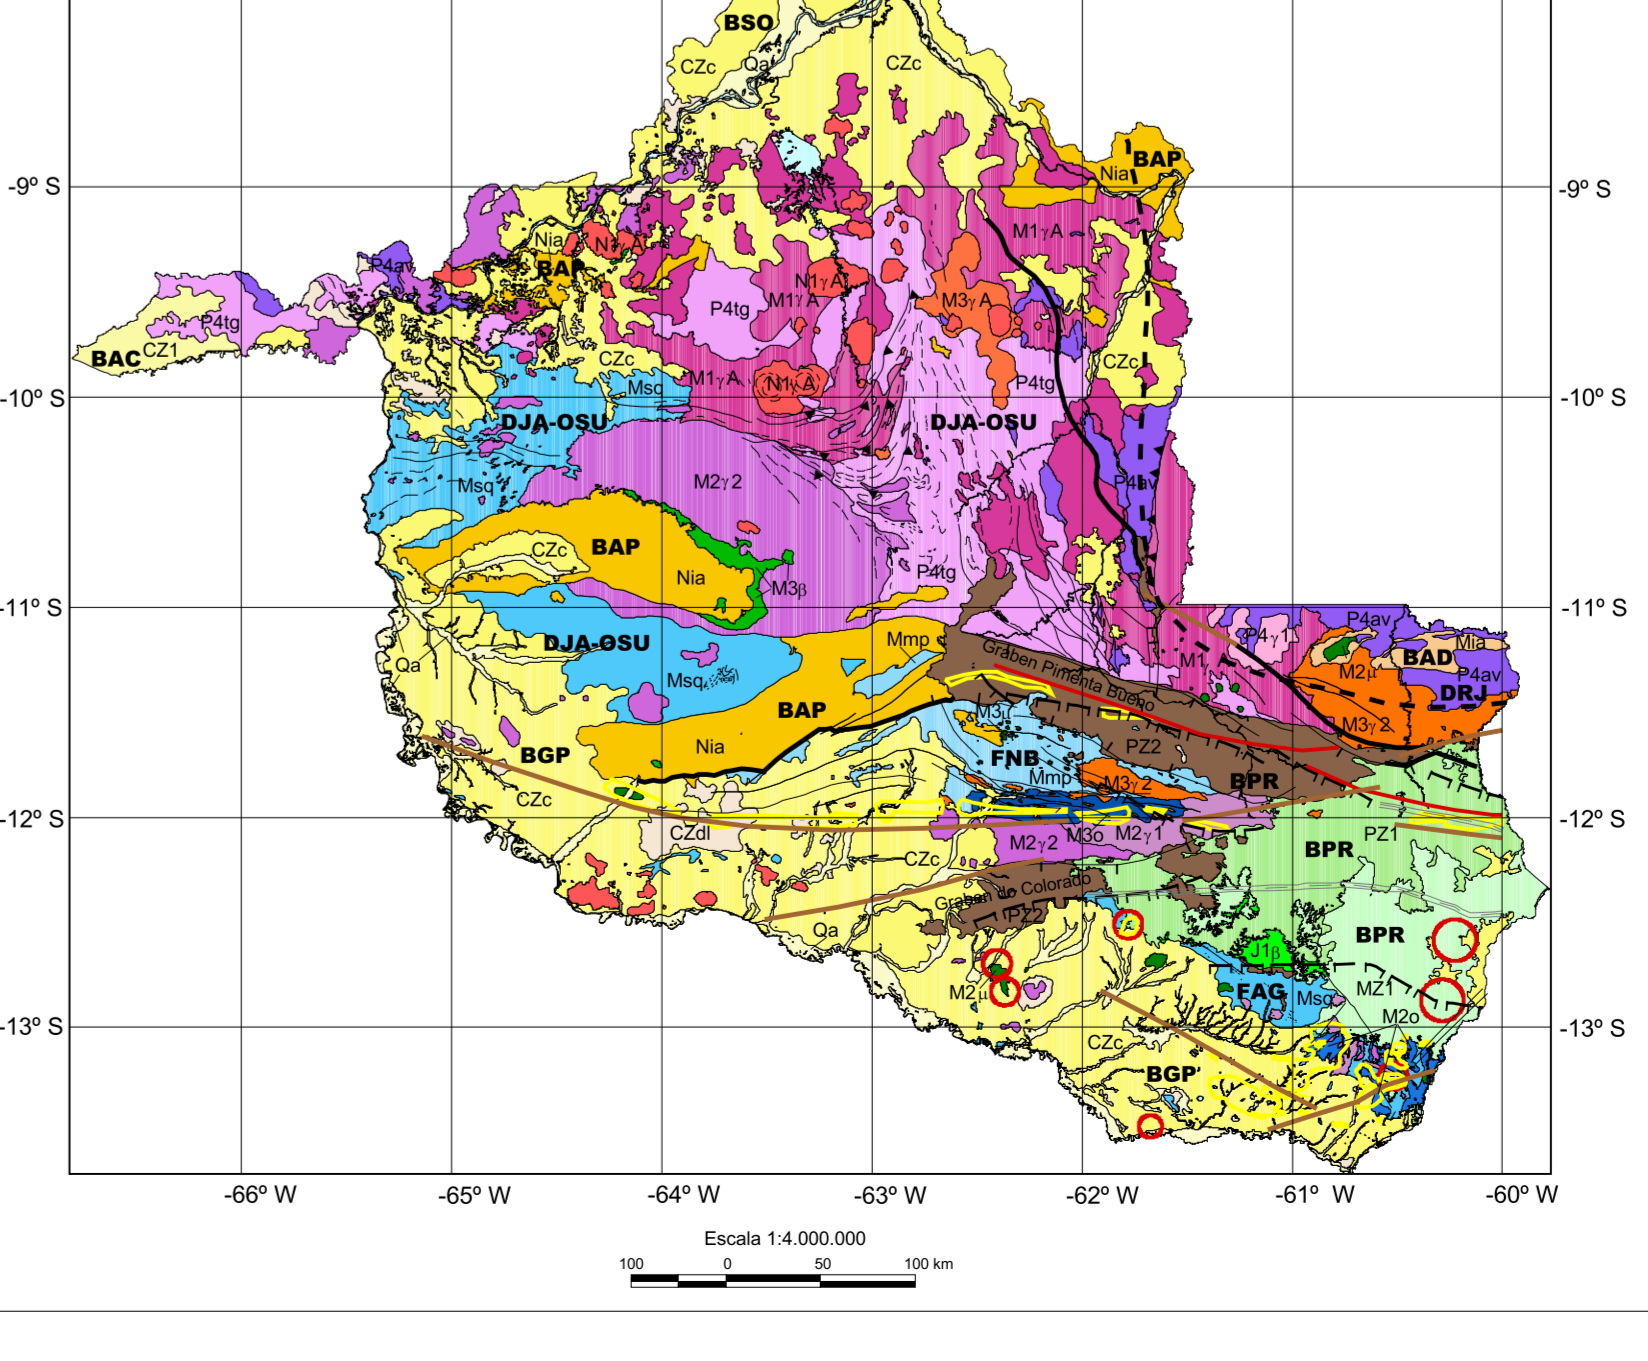 BSO
CZc
Qa
CZc
-9º S
BAP
Nia
-9º S
M1γA
Nia
N1γA
P4av
BAP
N1γA
M1γA
M3γA
P4tg
P4tg
BAC
CZ1
CZc
CZc
M1γA
N1γA
P4tg
Msq
-10º S
-10º S
DJA-OSU
DJA-OSU
Msq
M2γ2
P4av
BAP
CZc
Nia
P4tg
M3β
-11º S
-11º S
P4av
P4γ1
Mia
DJA-OSU
Mmp
Graben Pimenta Bueno
BAD
Qa
M1
M2μ
P4av
Msq
DRJ
BAP
M3μ
M3γ2
Nia
PZ2
BGP
FNB
Mmp
M3γ2
BPR
CZc
-12º S
-12º S
CZdl
M3o
M2γ1
PZ1
M2γ2
BPR
CZc
Graben do Colorado
PZ2
Qa
BPR
J1β
M2μ
FAG
Msq
MZ1
M2o
-13º S
-13º S
CZc
BGP
-66º W
-65º W
-64º W
-63º W
-62º W
-61º W
-60º W
Escala 1:4.000.000
100
0
50
100 km